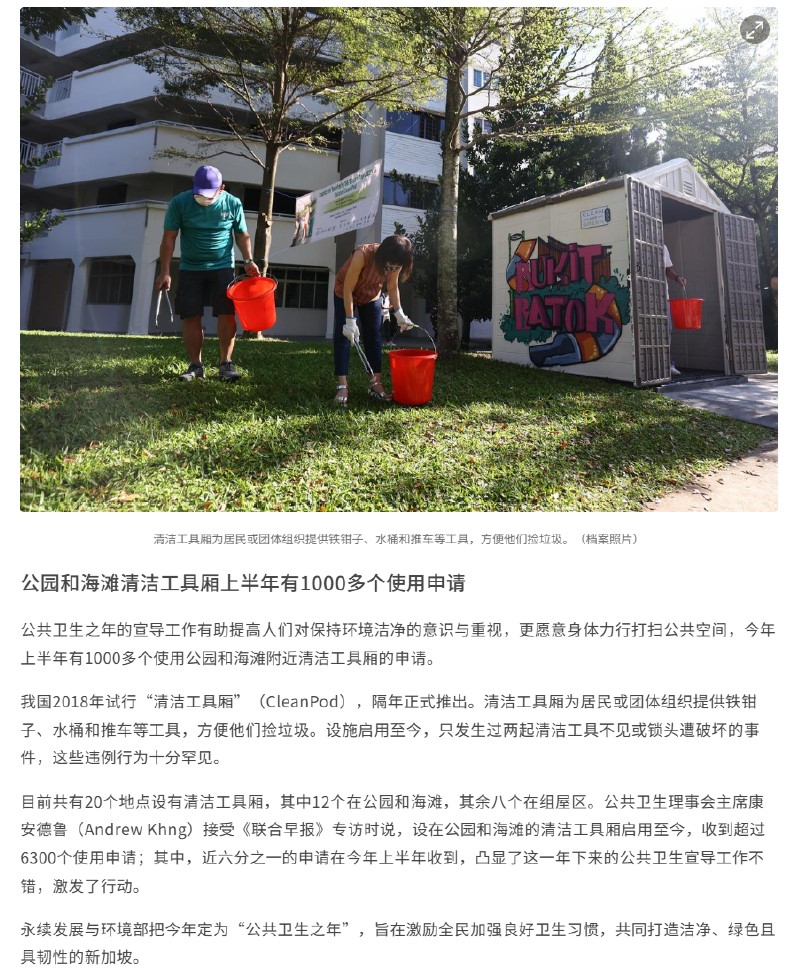 BUKIT
BATOK
清洁工具厢为居民或团体组织提供铁钳子、水桶和推车等工具，方便他们捡垃圾。（档案照片）
公园和海滩清洁工具厢上半年有1000多个使用申请
公共卫生之年的宣导工作有助提高人们对保持环境洁净的意识与重视，更愿意身体力行打扫公共空间，今年
上半年有1000多个使用公园和海滩附近清洁工具厢的申请。
我国2018年试行“清洁工具厢”（CleanPod），隔年正式推出。清洁工具厢为居民或团体组织提供铁钳
子、水桶和推车等工具，方便他们捡垃圾。设施启用至今，只发生过两起清洁工具不见或锁头遭破坏的事
件，这些违例行为十分罕见。
目前共有20个地点设有清洁工具厢，其中12个在公园和海滩，其余八个在组屋区。公共卫生理事会主席康
安德鲁（Andrew Khng）接受《联合早报》专访时说，设在公园和海滩的清洁工具厢启用至今，收到超过
6300个使用申请；其中，近六分之一的申请在今年上半年收到，凸显了这一年下来的公共卫生宣导工作不
错，激发了行动。
永续发展与环境部把今年定为“公共卫生之年”，旨在激励全民加强良好卫生习惯，共同打造洁净、绿色且
具韧性的新加坡。